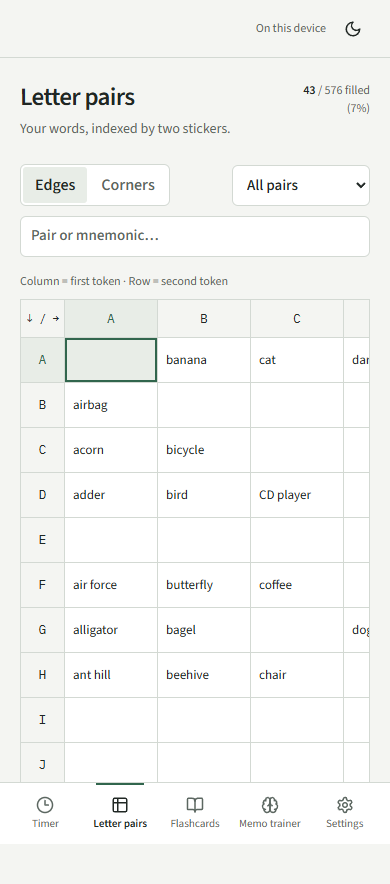 On this device
Letter pairs
43 / 576 filled
(7%)
Your words, indexed by two stickers.
Edges Corners All pairs
Pair or mnemonic…
Column = first token · Row = second token
↓ / → A B C
A banana cat
B airbag
C acorn bicycle
D adder bird CD player
E
F air force butterfly coffee
G alligator bagel
H ant hill beehive chair
I
J
Timer Letter pairs Flashcards Memo trainer Settings